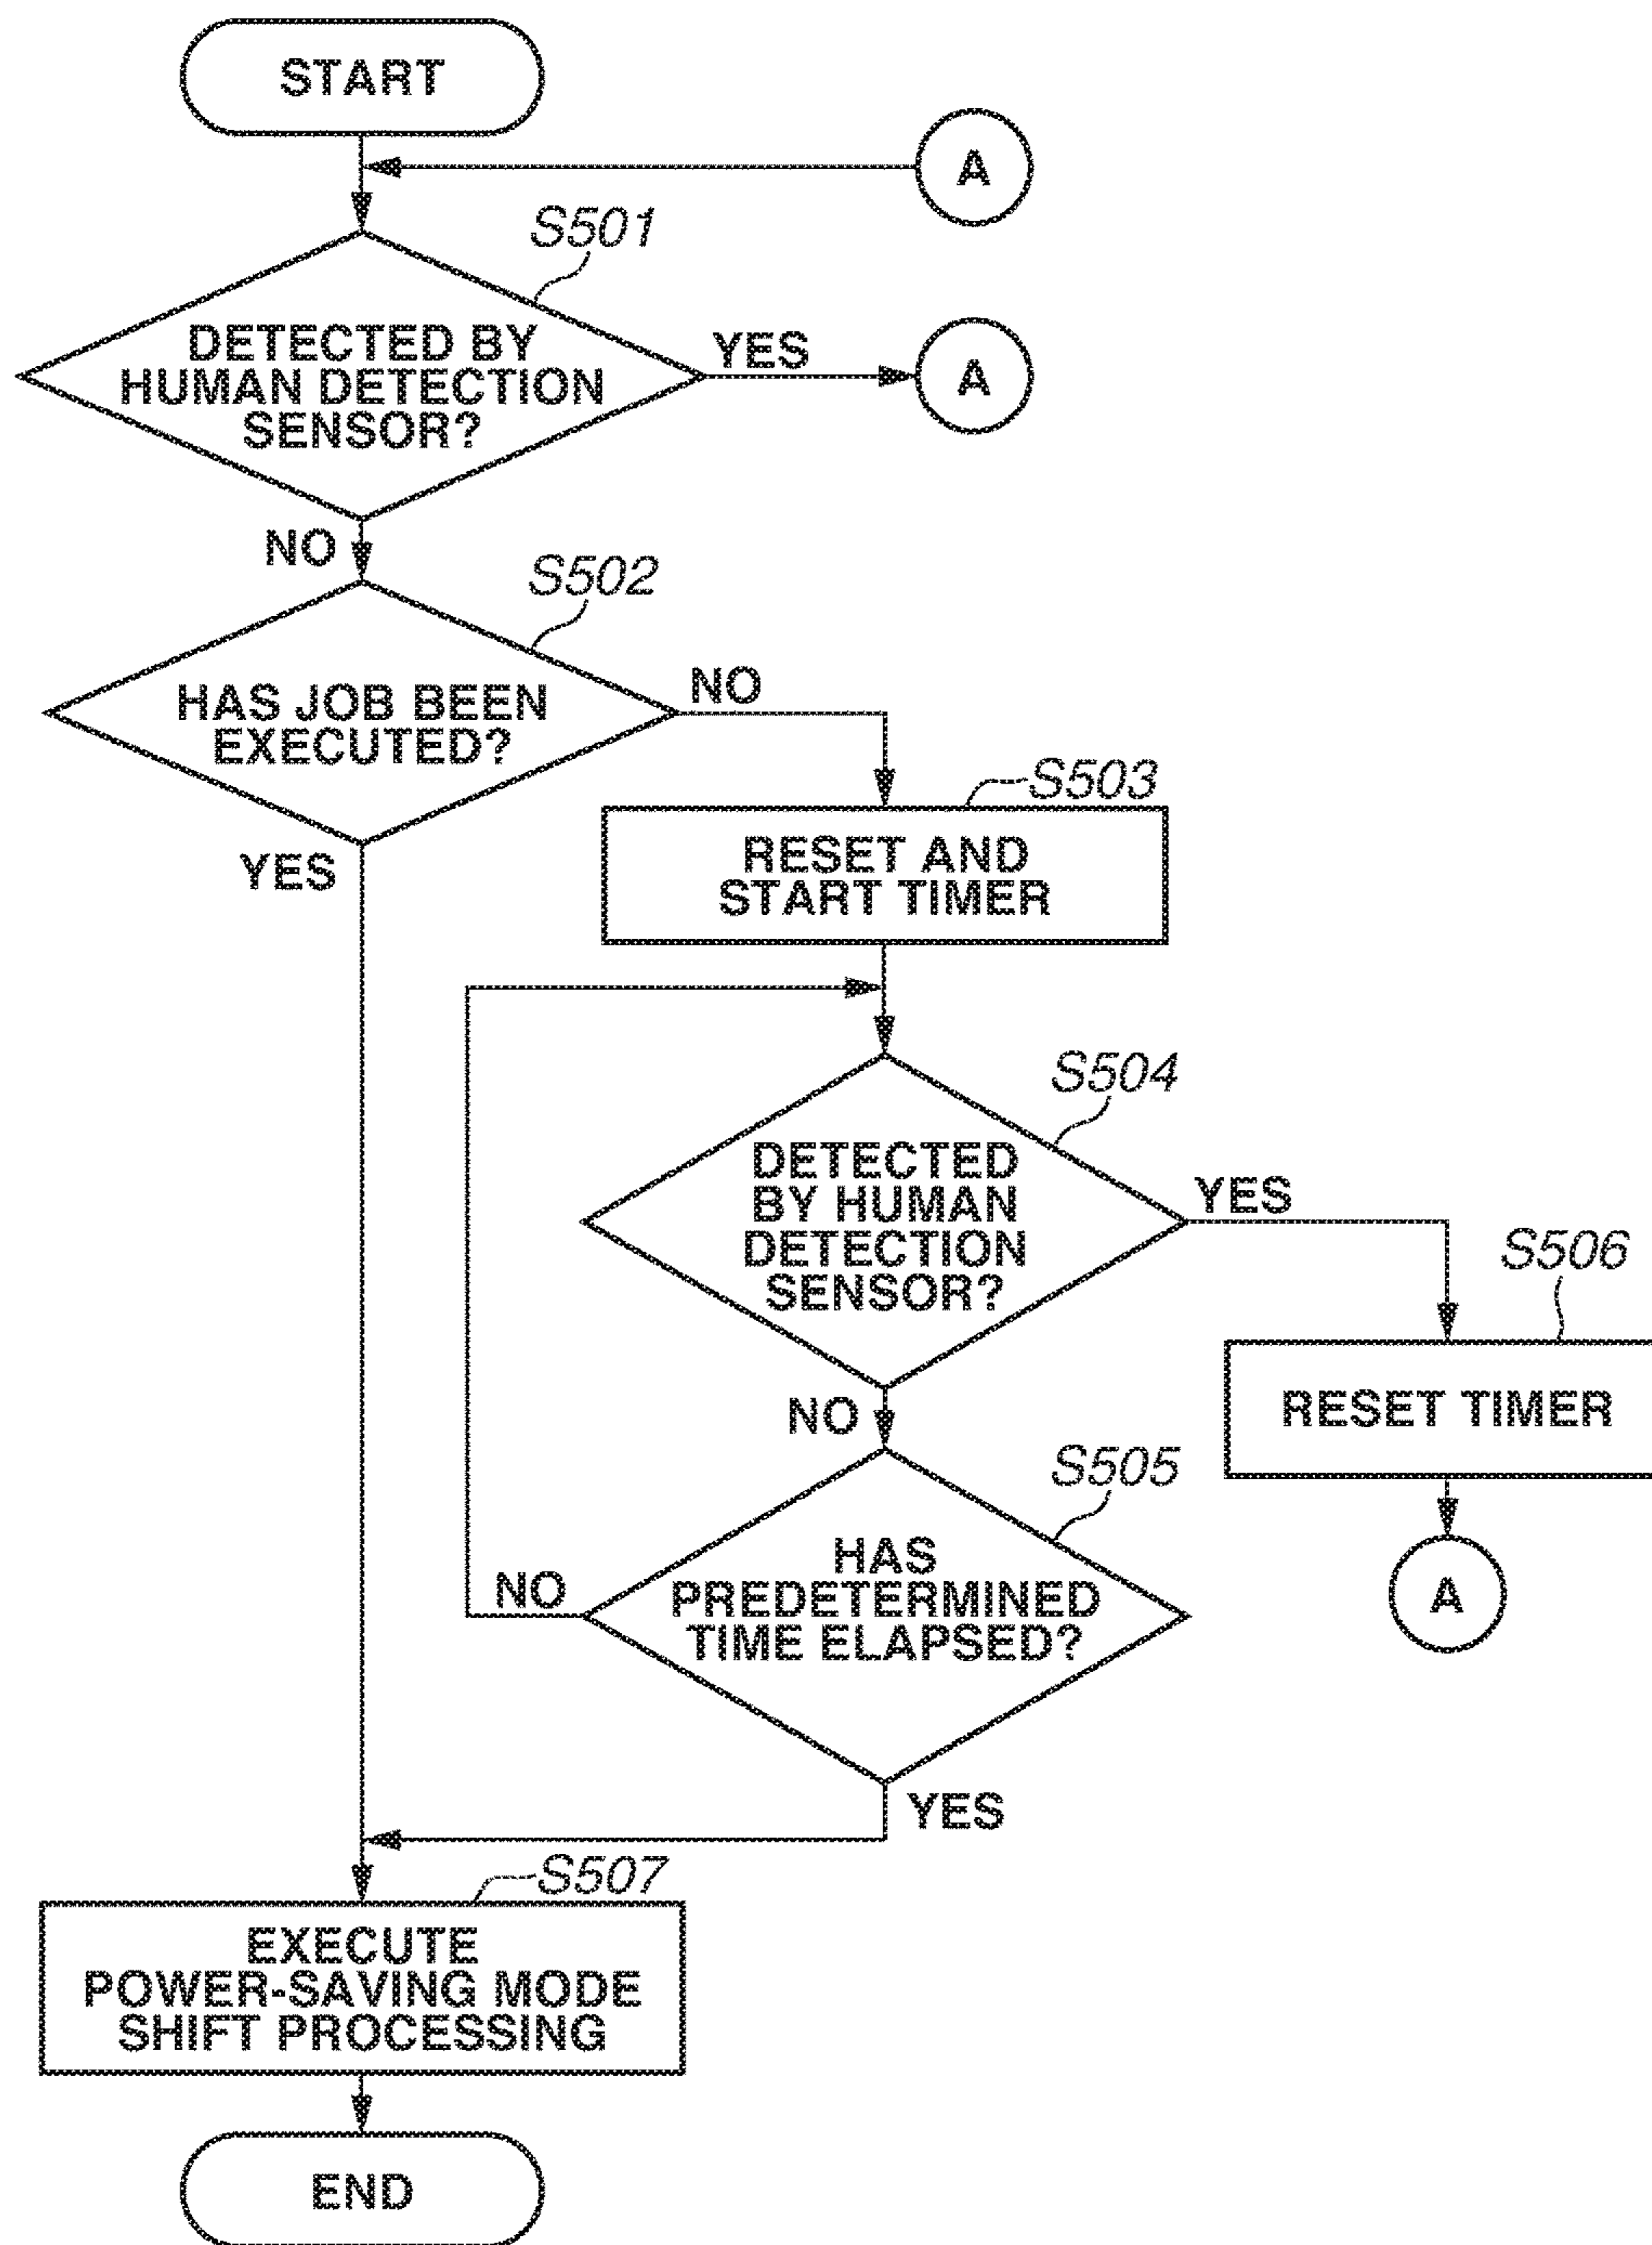 START
A
S501
DETECTED BY
HUMAN DETECTION
SENSOR?
YES
A
NO
S502
HAS JOB BEEN
EXECUTED?
NO
YES
S503
RESET AND
START TIMER
S504
DETECTED
BY HUMAN
DETECTION
SENSOR?
YES
S506
RESET TIMER
A
NO
S505
HAS
PREDETERMINED
TIME ELAPSED?
NO
YES
S507
EXECUTE
POWER-SAVING MODE
SHIFT PROCESSING
END